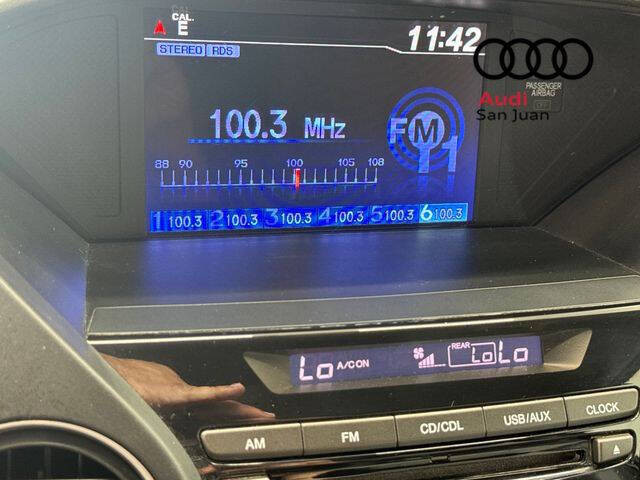 CAL.
E
11:42
STEREO RDS
PASSENGER
AIRBAG
OFF
Audi
San Juan
100.3 MHz
FM1
88 90 95 100 105 108
1 100.3 2 100.3 3 100.3 4 100.3 5 100.3 6 100.3
Lo A/CON REAR Lo Lo
AM FM CD/CDL USB/AUX CLOCK